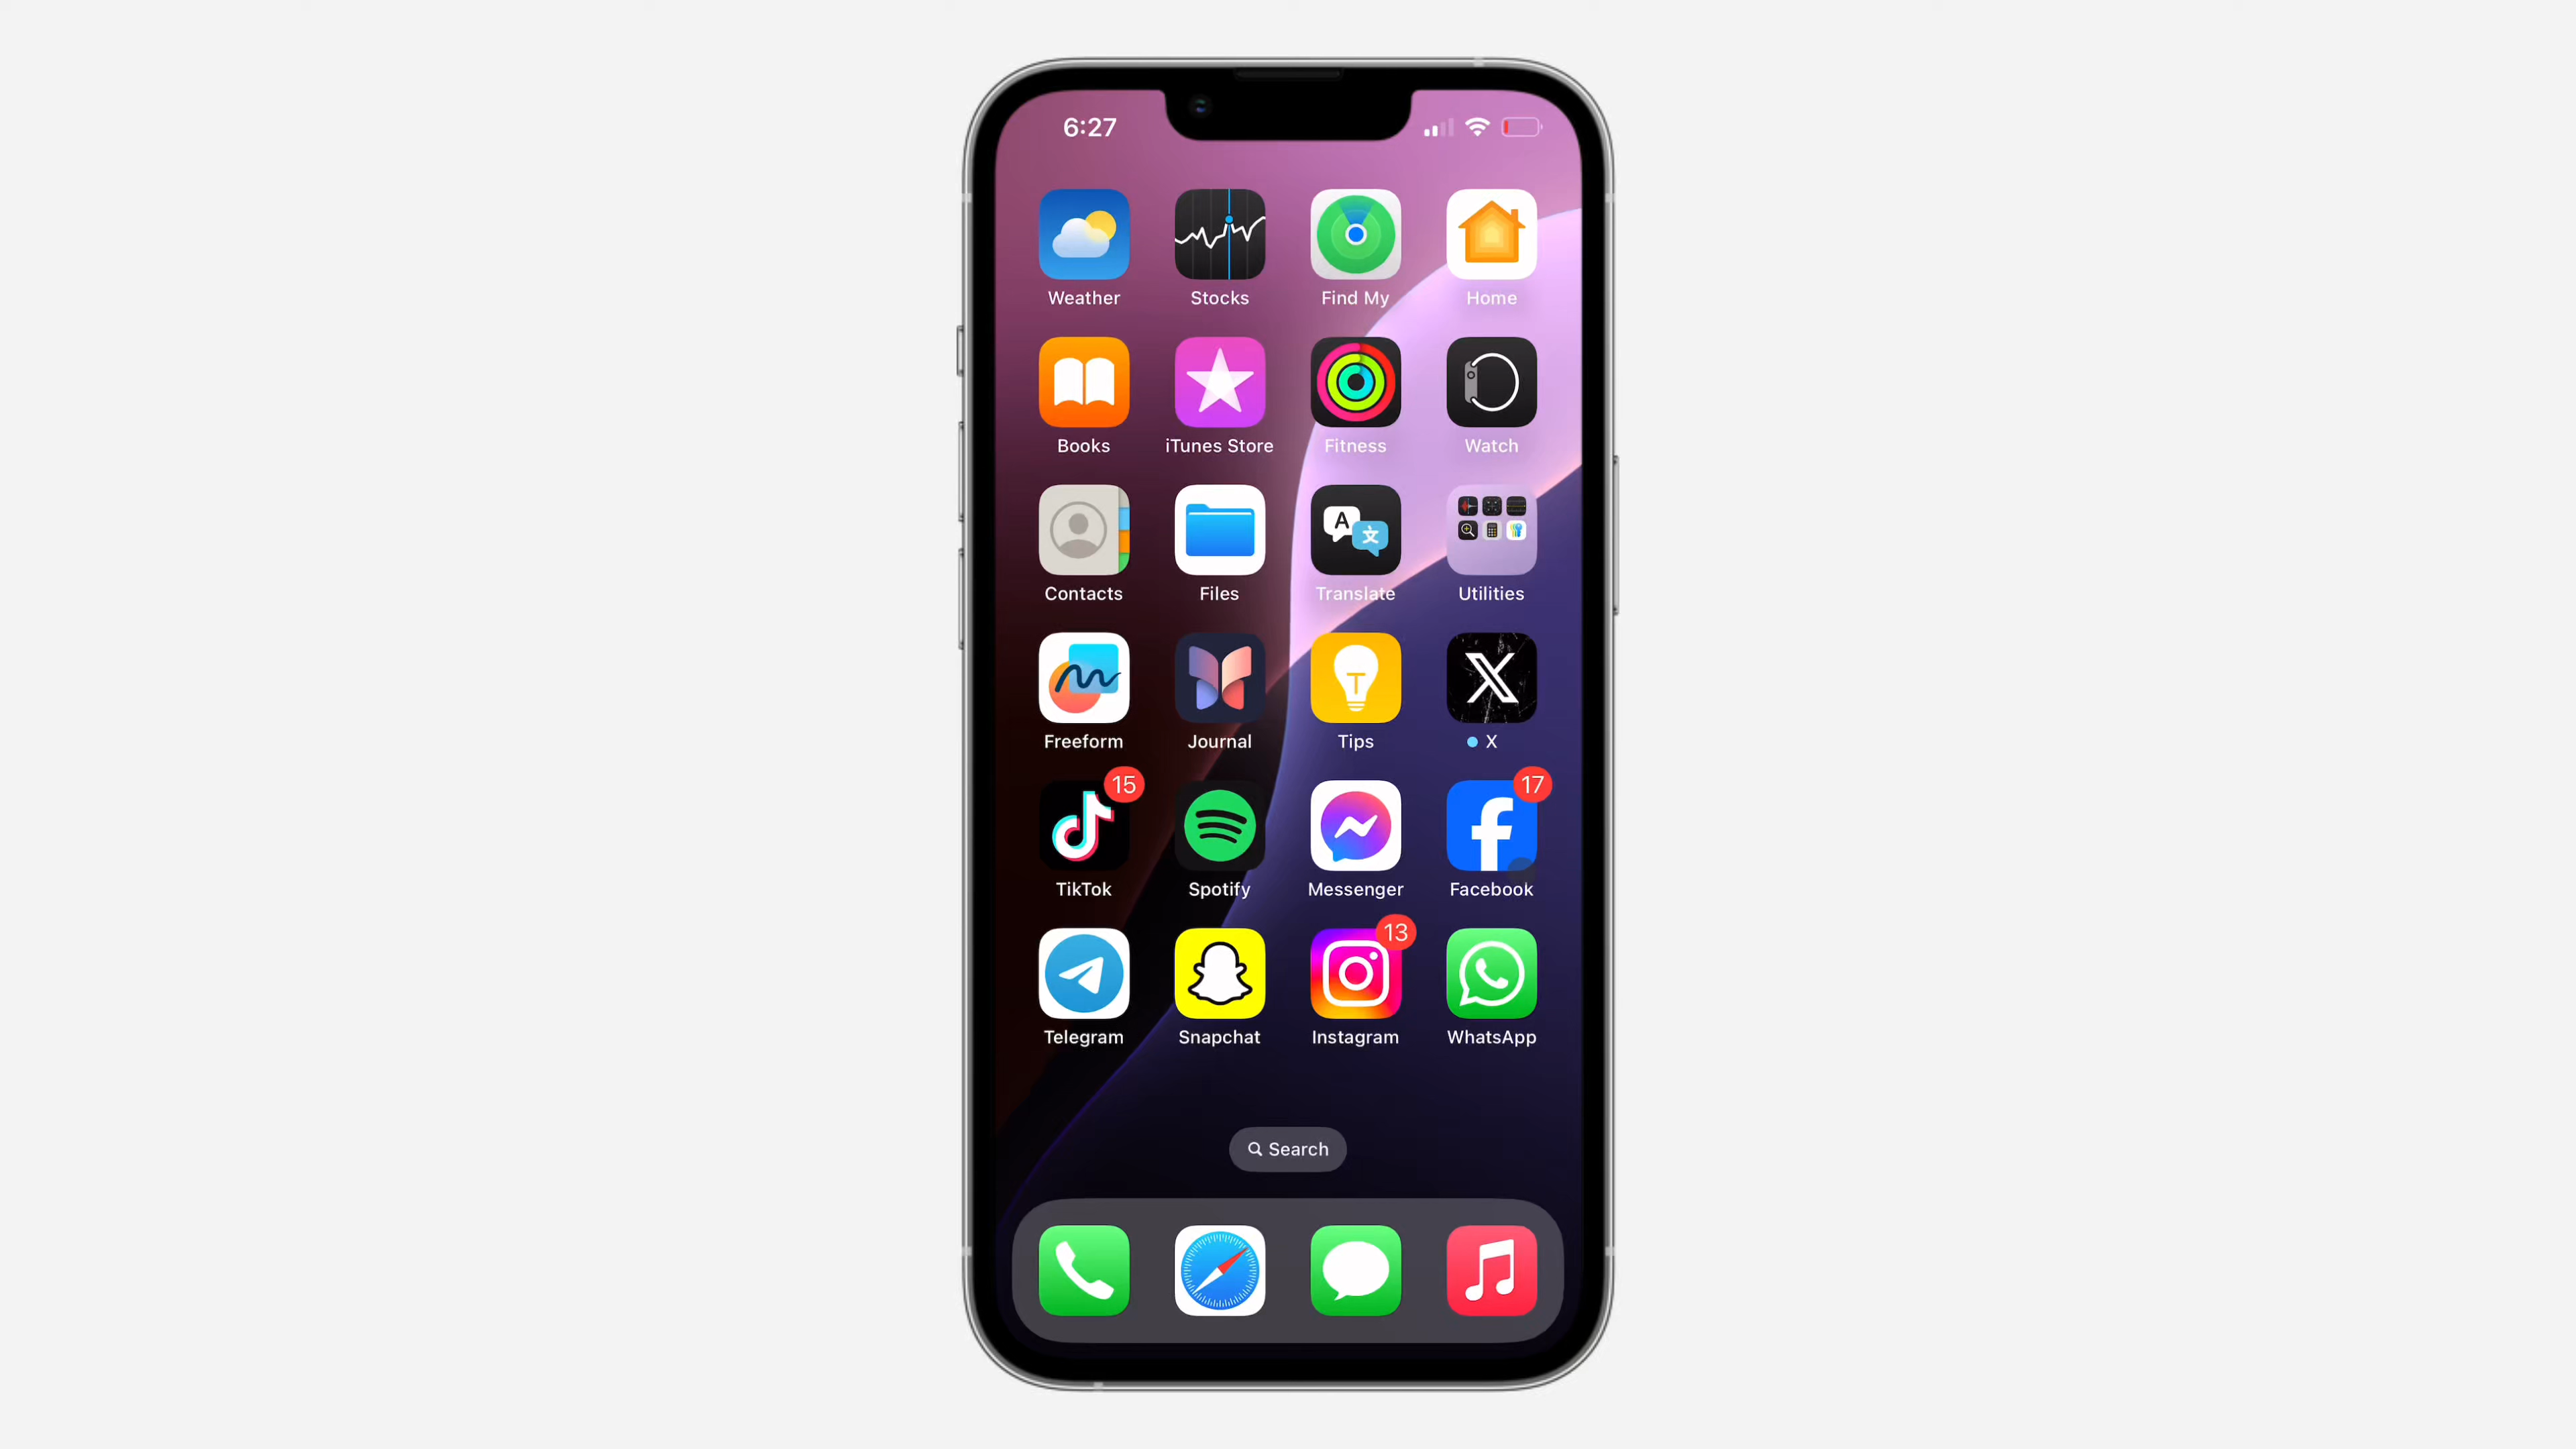 6:27
Weather Stocks Find My Home
Books iTunes Store Fitness Watch
A 文
Contacts Files Translate Utilities
T X
Freeform Journal Tips X
15 17
TikTok Spotify Messenger Facebook
13
Telegram Snapchat Instagram WhatsApp
Search